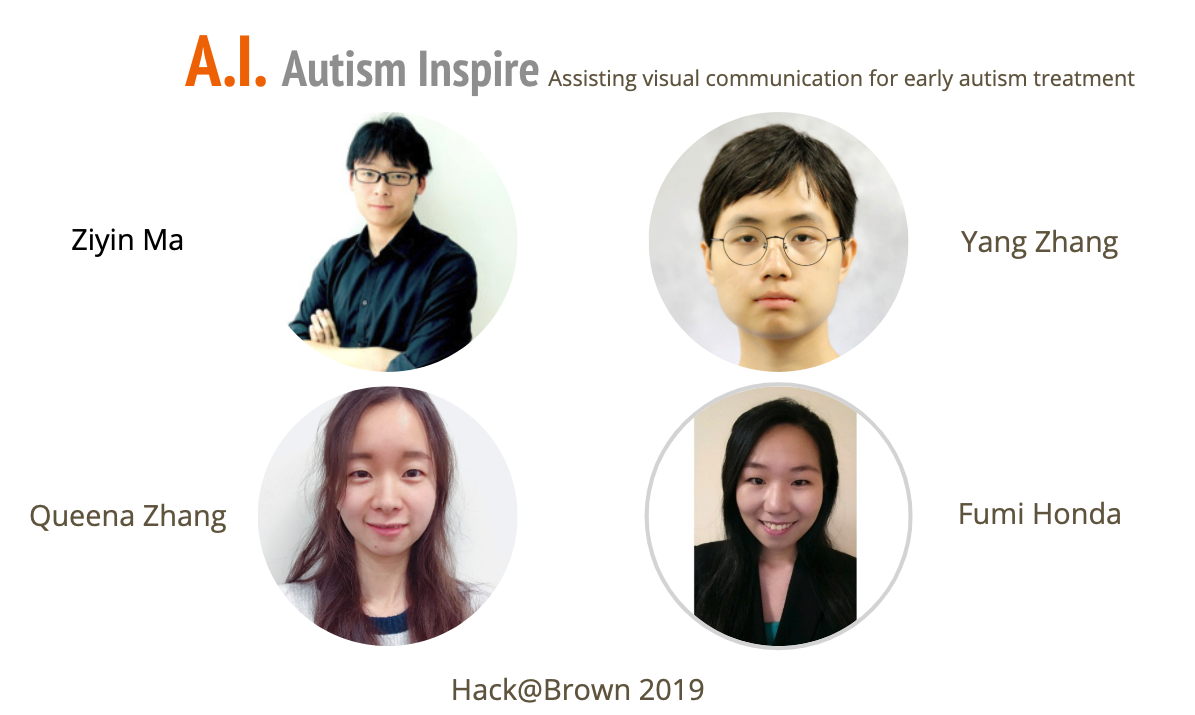 A.I. Autism Inspire Assisting visual communication for early autism treatment
Ziyin Ma
Yang Zhang
Queena Zhang
Fumi Honda
Hack@Brown 2019